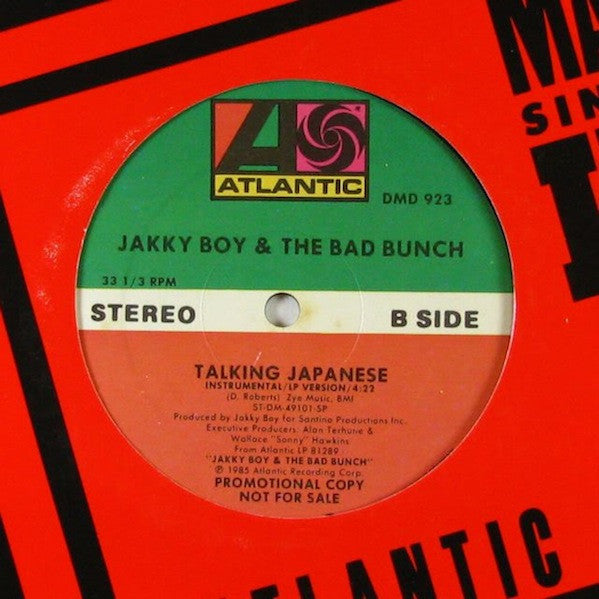 ATLANTIC
DMD 923
JAKKY BOY & THE BAD BUNCH
33 1/3 RPM
STEREO
B SIDE
TALKING JAPANESE
INSTRUMENTAL/LP VERSION/4:22
(D. Roberts) Zye Music, BMI
ST-DM-49101-SP
Produced by Jakky Boy for Santino Productions Inc.
Executive Producers: Alan Terhune &
Wallace "Sonny" Hawkins
From Atlantic LP 81289
"JAKKY BOY & THE BAD BUNCH"
℗ 1985 Atlantic Recording Corp.
PROMOTIONAL COPY
NOT FOR SALE
SIN